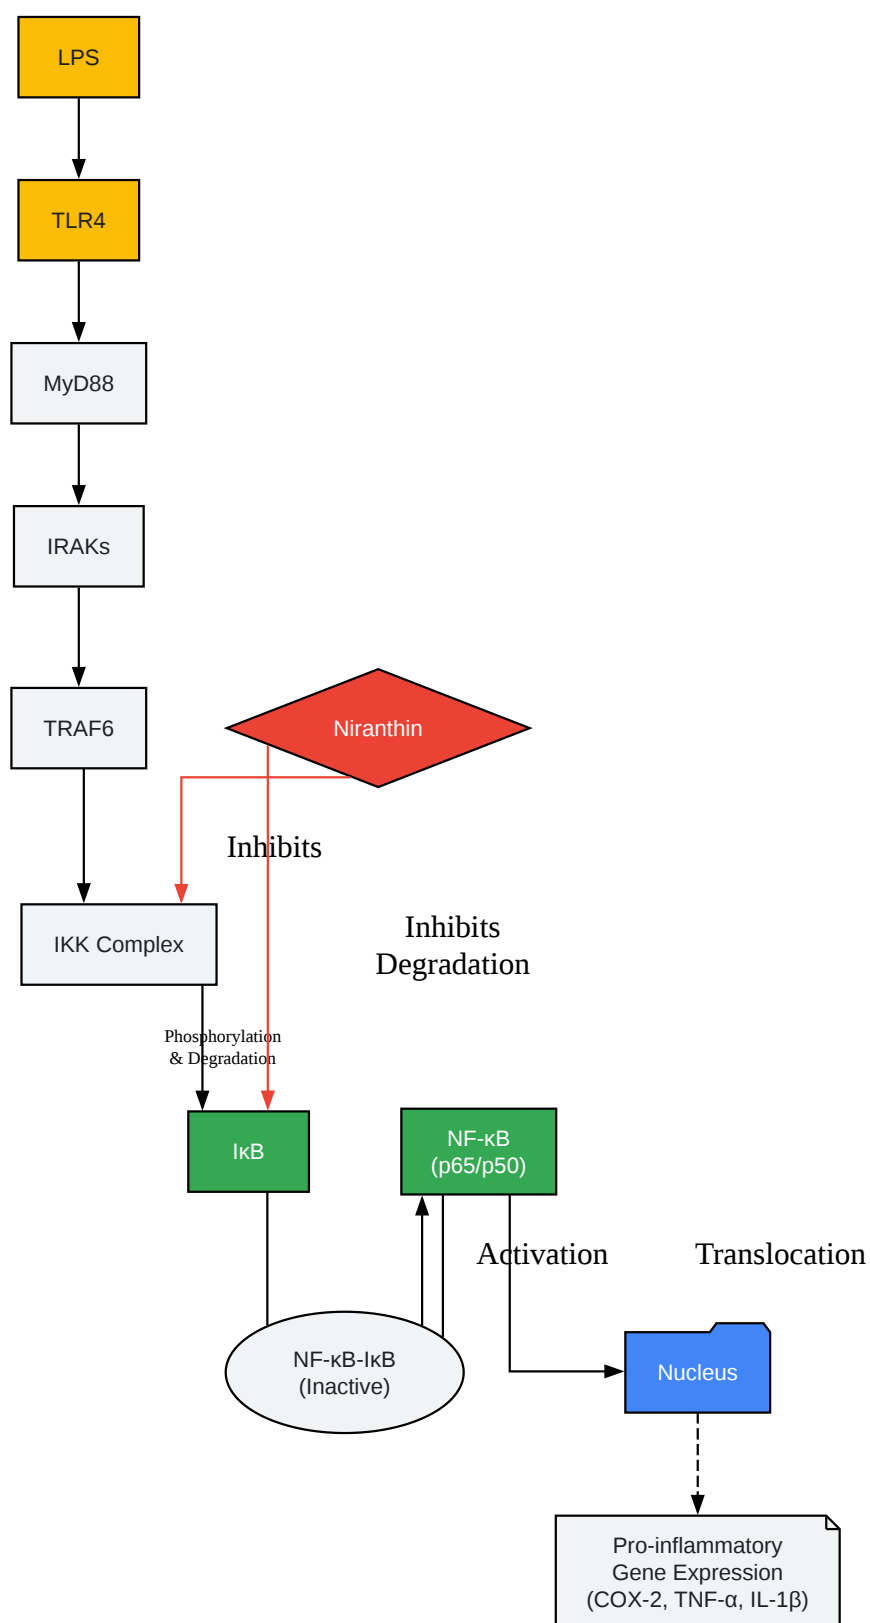 LPS
TLR4
MyD88
IRAKs
TRAF6
Niranthin
Inhibits
Inhibits
Degradation
IKK Complex
Phosphorylation
& Degradation
IκB
NF-κB
(p65/p50)
Activation
Translocation
NF-κB-IκB
(Inactive)
Nucleus
Pro-inflammatory
Gene Expression
(COX-2, TNF-α, IL-1β)